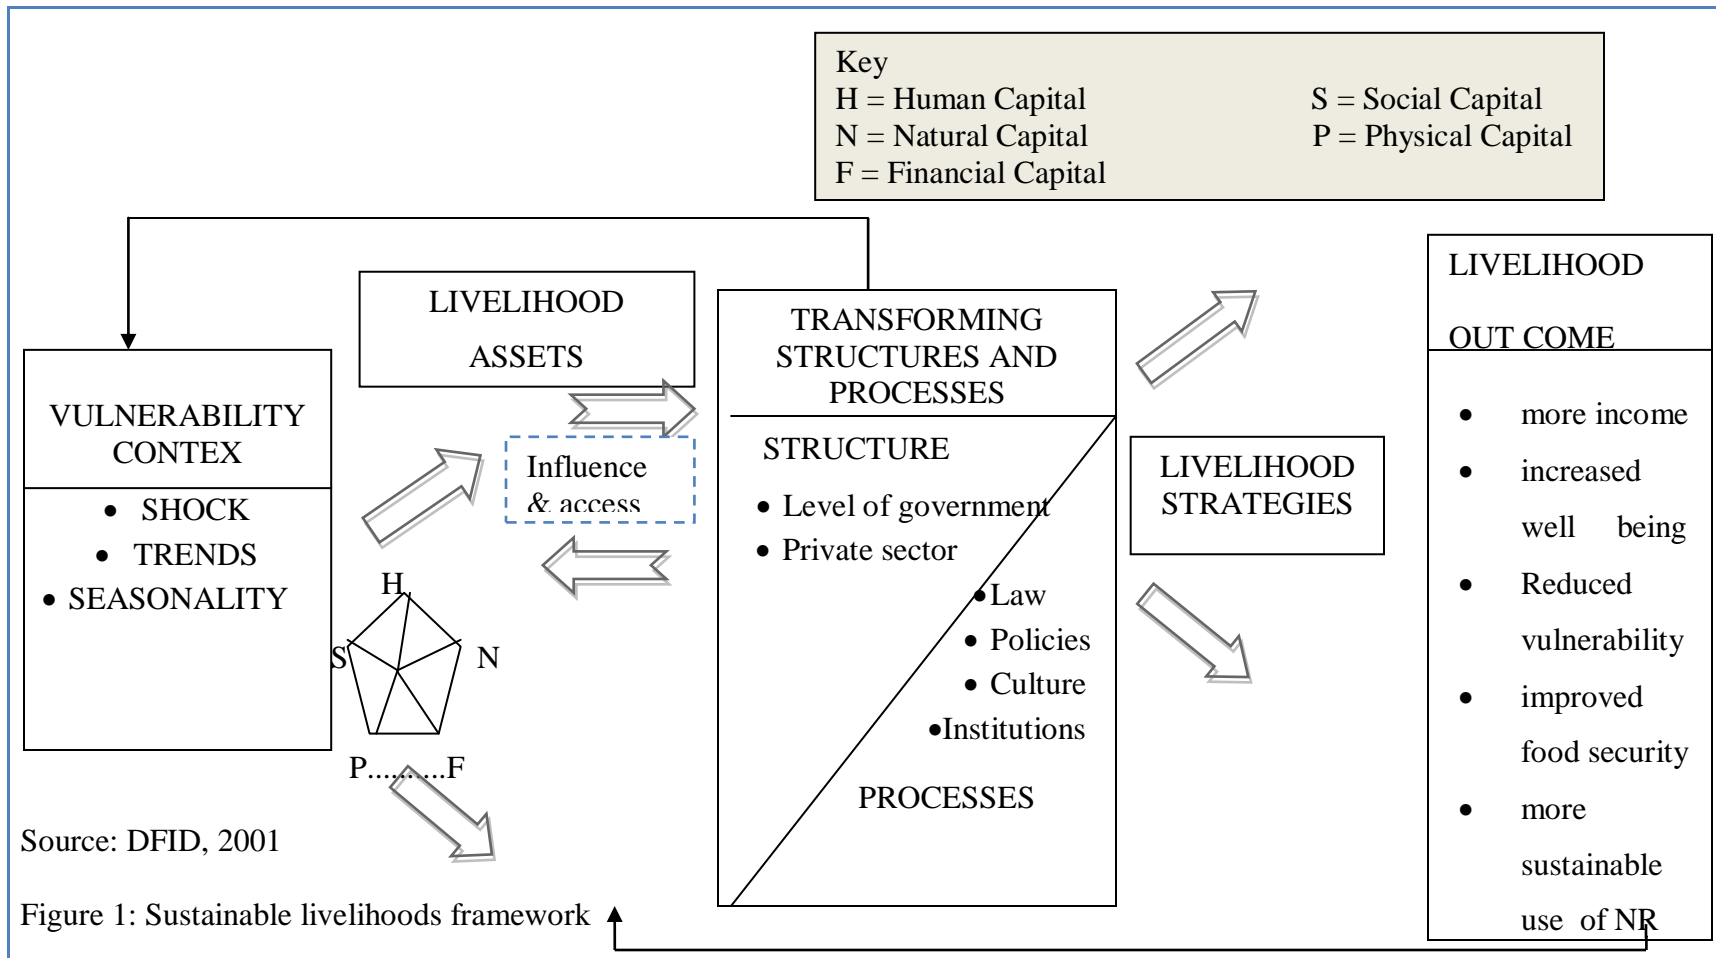 Key
H = Human Capital S = Social Capital
N = Natural Capital P = Physical Capital
F = Financial Capital
VULNERABILITY
CONTEX
• SHOCK
• TRENDS
• SEASONALITY
LIVELIHOOD
ASSETS
Influence
& access
H
S
N
P..........F
TRANSFORMING
STRUCTURES AND
PROCESSES
STRUCTURE
• Level of government
• Private sector
• Law
• Policies
• Culture
• Institutions
PROCESSES
LIVELIHOOD
STRATEGIES
LIVELIHOOD
OUT COME
• more income
• increased
well being
• Reduced
vulnerability
• improved
food security
• more
sustainable
use of NR
Source: DFID, 2001
Figure 1: Sustainable livelihoods framework